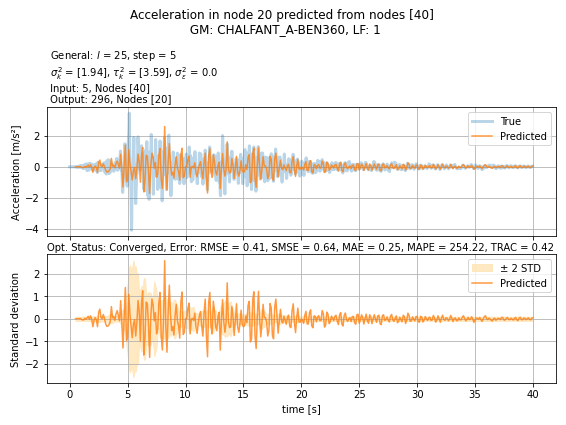 Acceleration in node 20 predicted from nodes [40]
GM: CHALFANT_A-BEN360, LF: 1
General: l = 25, step = 5
σ²ₖ = [1.94], τ²ₖ = [3.59], σ²ε = 0.0
Input: 5, Nodes [40]
Output: 296, Nodes [20]
True
Predicted
Acceleration [m/s²]
2
0
−2
−4
Opt. Status: Converged, Error: RMSE = 0.41, SMSE = 0.64, MAE = 0.25, MAPE = 254.22, TRAC = 0.42
± 2 STD
Predicted
Standard deviation
2
1
0
−1
−2
0 5 10 15 20 25 30 35 40
time [s]